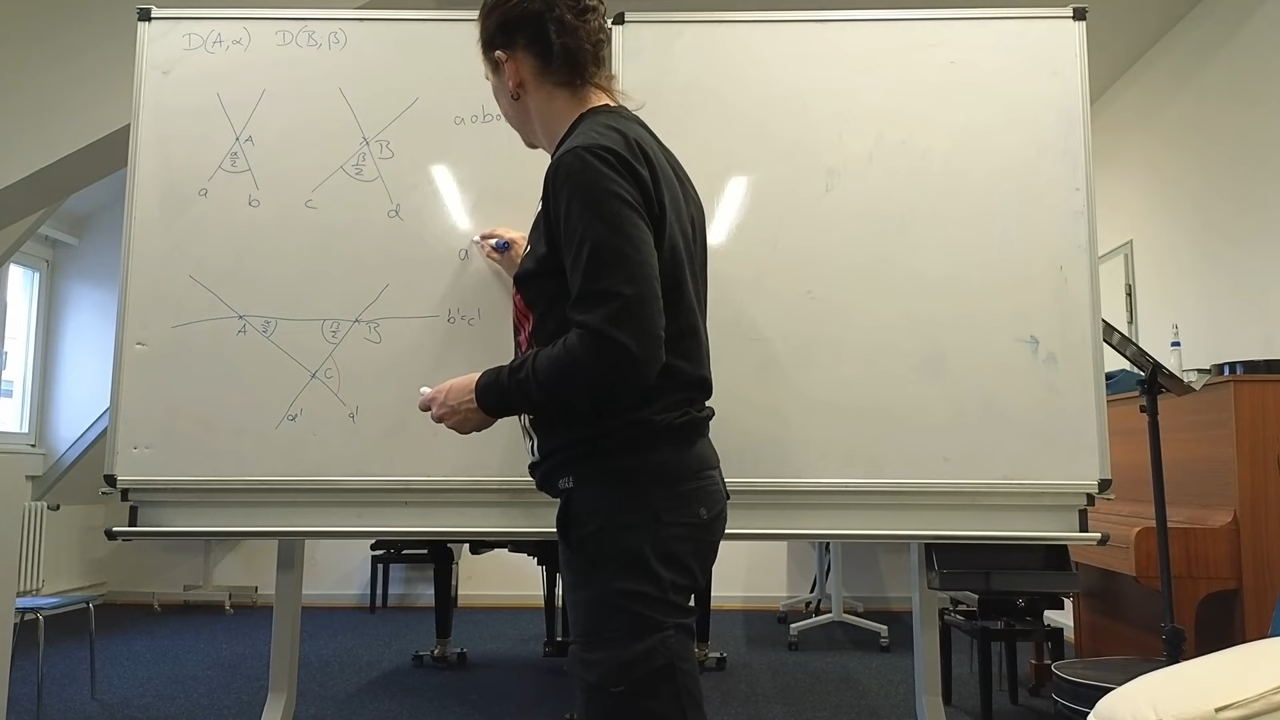 D(A,α) D(B,β)
A
α/2
a b
B
β/2
c d
a∘b∘
a
A α/2 β/2 B b'=c'
C
d' a'